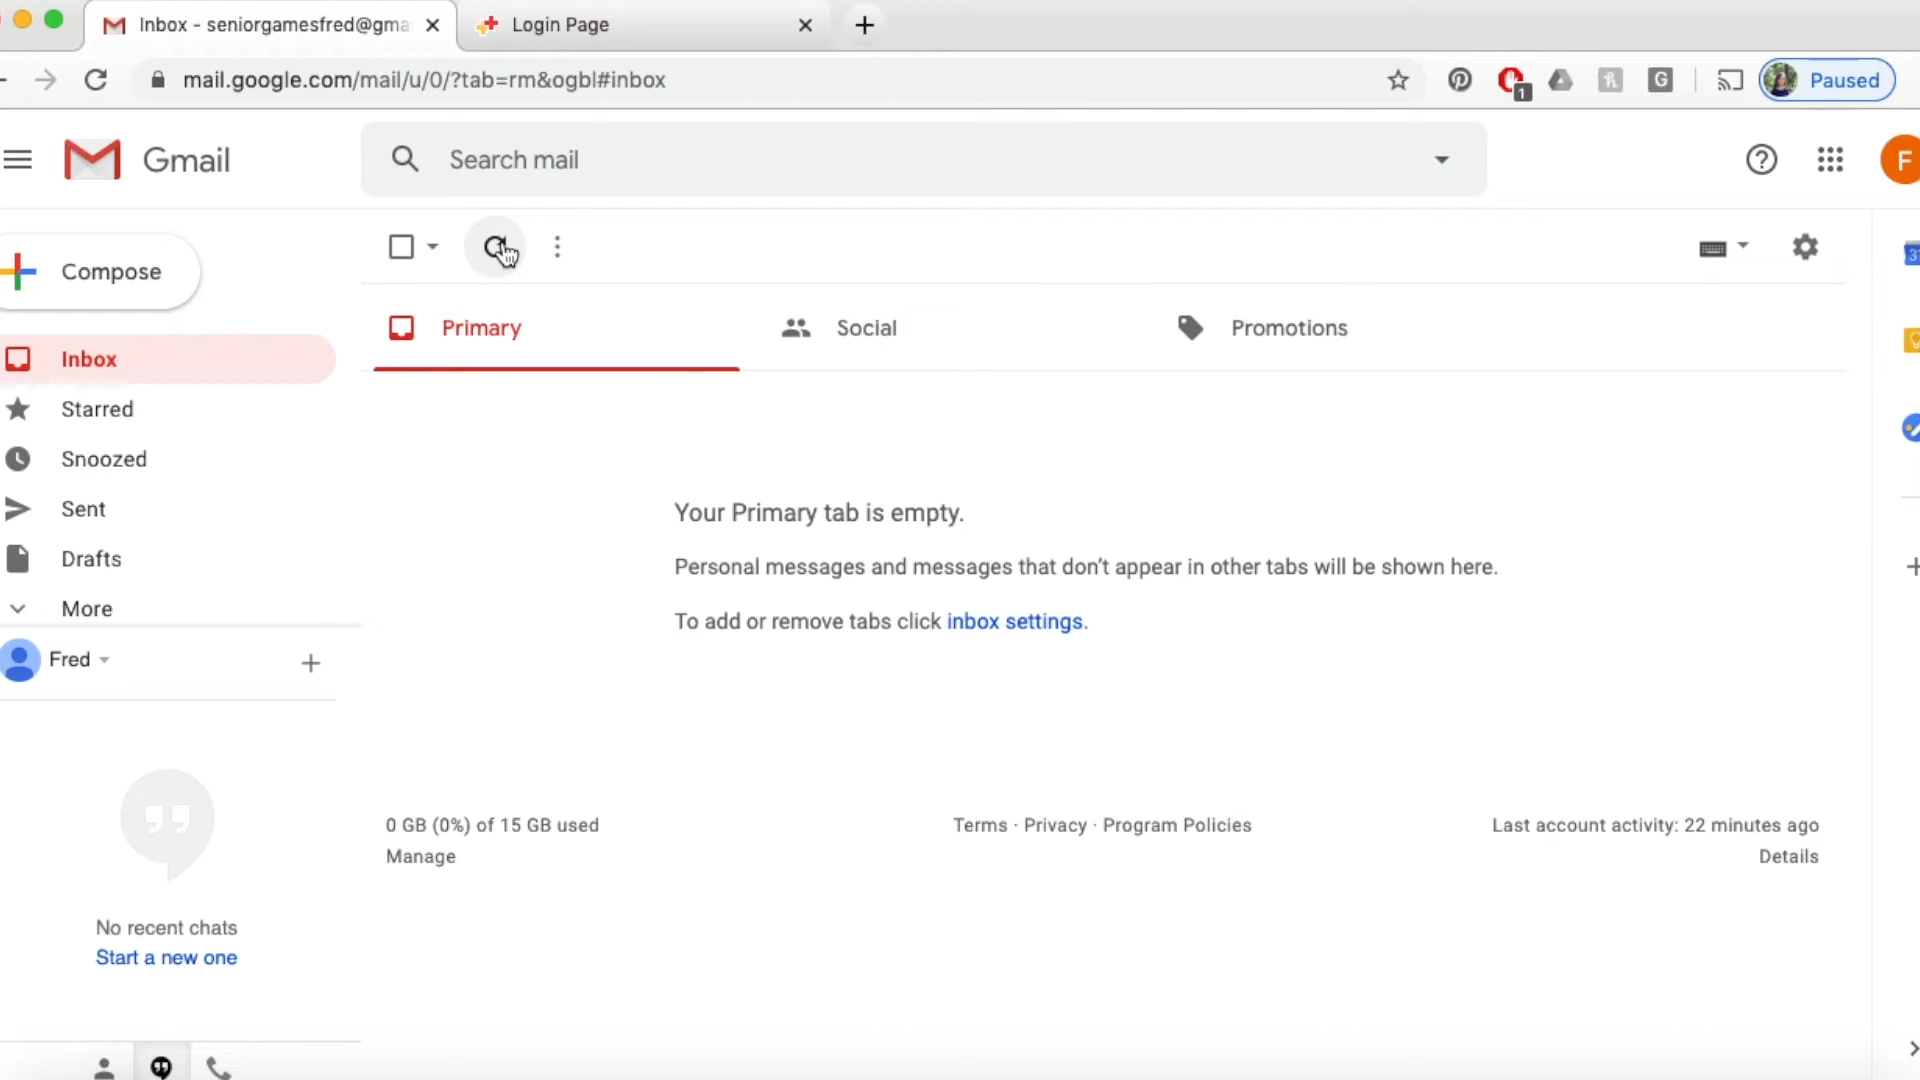 Inbox - seniorgamesfred@gma
Login Page
mail.google.com/mail/u/0/?tab=rm&ogbl#inbox
1
G
Paused
Gmail
Search mail
F
Compose
Primary
Social
Promotions
Inbox
Starred
Snoozed
Sent
Drafts
More
Fred
Your Primary tab is empty.
Personal messages and messages that don't appear in other tabs will be shown here.
To add or remove tabs click inbox settings.
0 GB (0%) of 15 GB used
Manage
Terms · Privacy · Program Policies
Last account activity: 22 minutes ago
Details
No recent chats
Start a new one